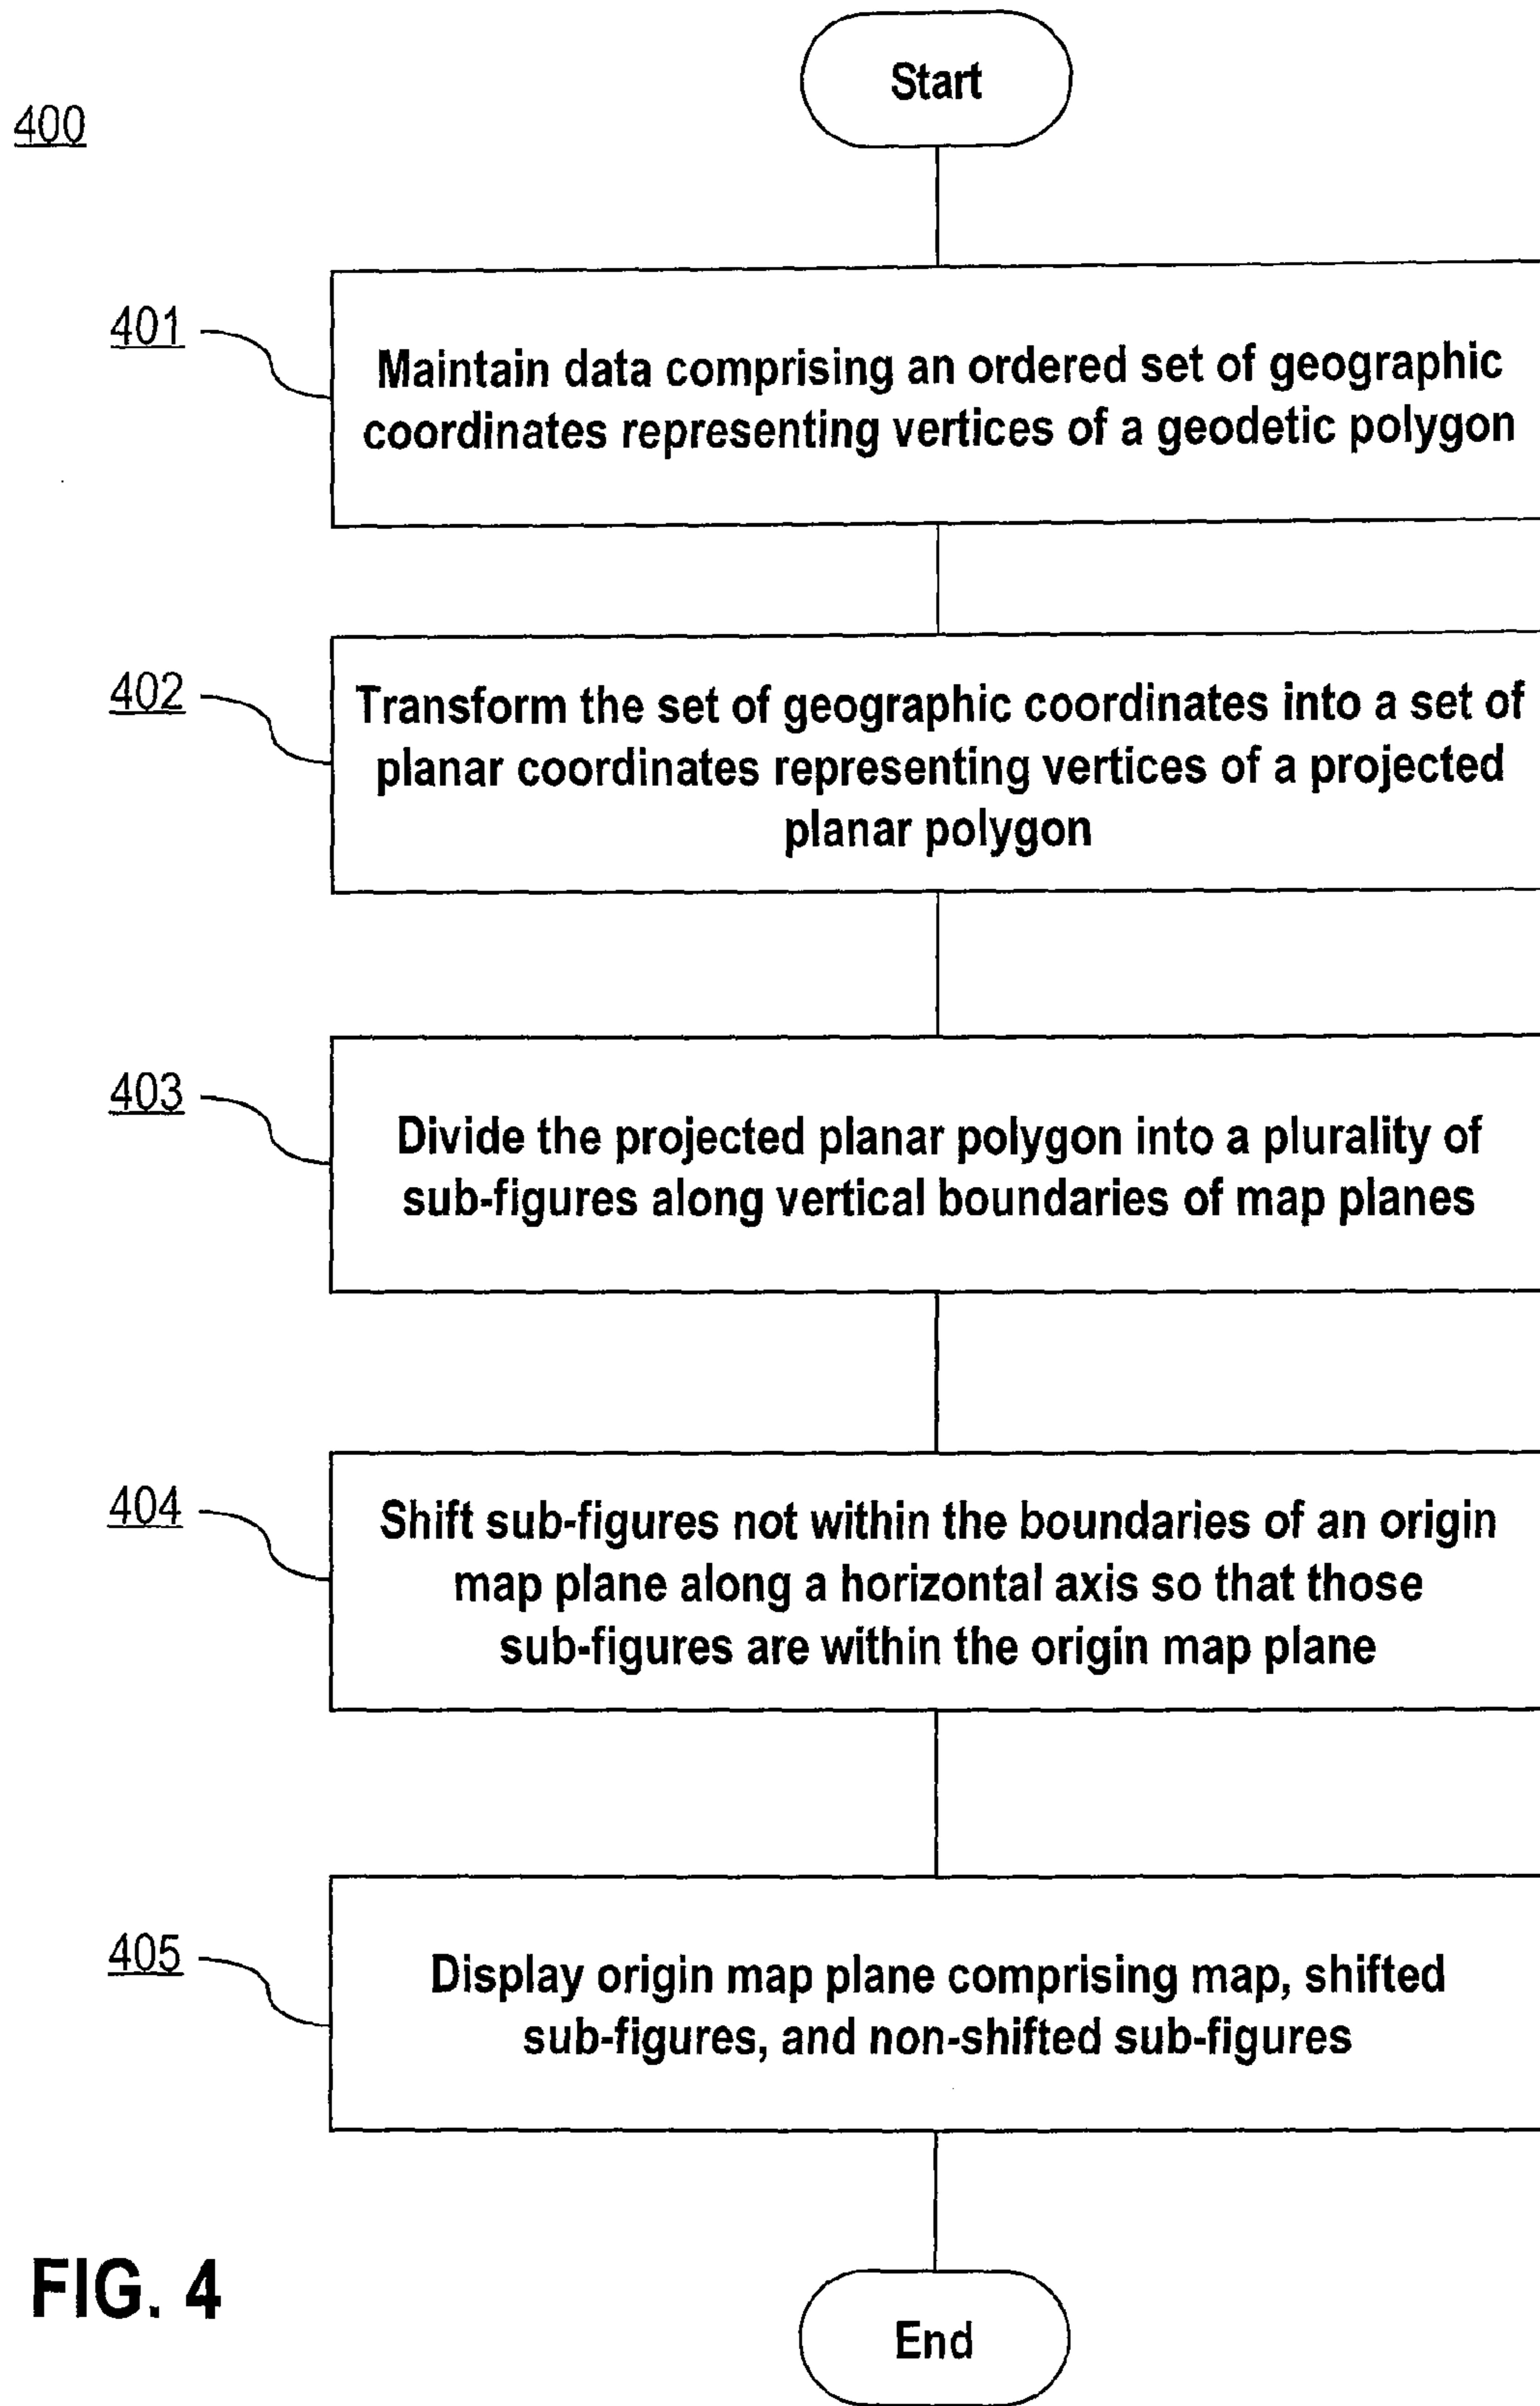 Start
400
401
Maintain data comprising an ordered set of geographic
coordinates representing vertices of a geodetic polygon
402
Transform the set of geographic coordinates into a set of
planar coordinates representing vertices of a projected
planar polygon
403
Divide the projected planar polygon into a plurality of
sub-figures along vertical boundaries of map planes
404
Shift sub-figures not within the boundaries of an origin
map plane along a horizontal axis so that those
sub-figures are within the origin map plane
405
Display origin map plane comprising map, shifted
sub-figures, and non-shifted sub-figures
FIG. 4
End